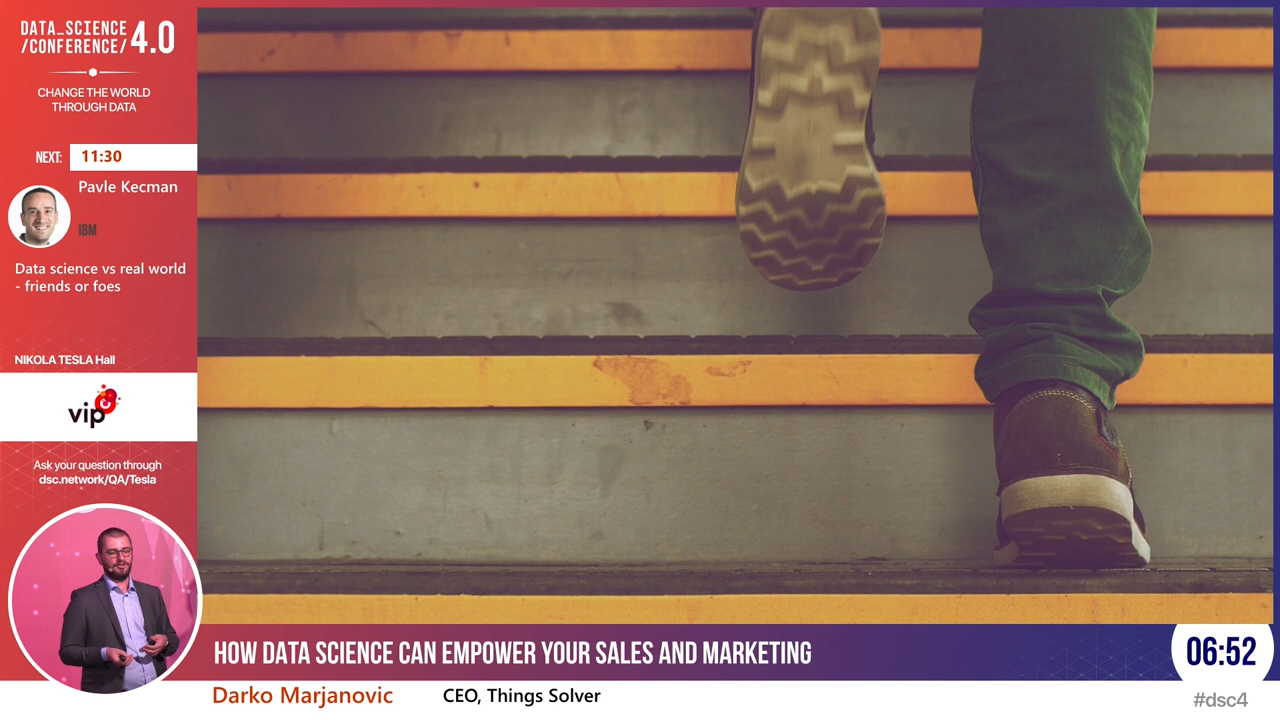 DATA_SCIENCE
/CONFERENCE/ 4.0
CHANGE THE WORLD
THROUGH DATA
NEXT: 11:30
Pavle Kecman
IBM
Data science vs real world
- friends or foes
NIKOLA TESLA Hall
vip
Ask your question through
dsc.network/QA/Tesla
HOW DATA SCIENCE CAN EMPOWER YOUR SALES AND MARKETING
06:52
Darko Marjanovic CEO, Things Solver
#dsc4